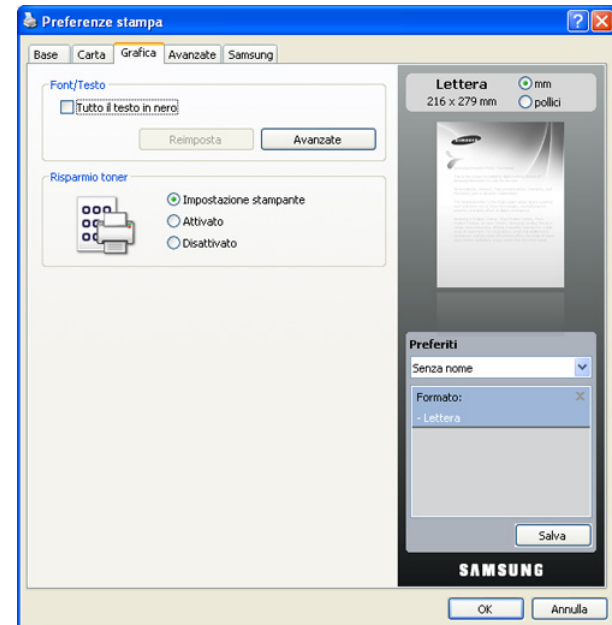 Preferenze stampa
Base Carta Grafica Avanzate Samsung
Font/Testo
Tutto il testo in nero
Reimposta Avanzate
Risparmio toner
Impostazione stampante
Attivato
Disattivato
Lettera
216 x 279 mm
mm
pollici
Preferiti
Senza nome
Formato:
- Lettera
Salva
SAMSUNG
OK Annulla